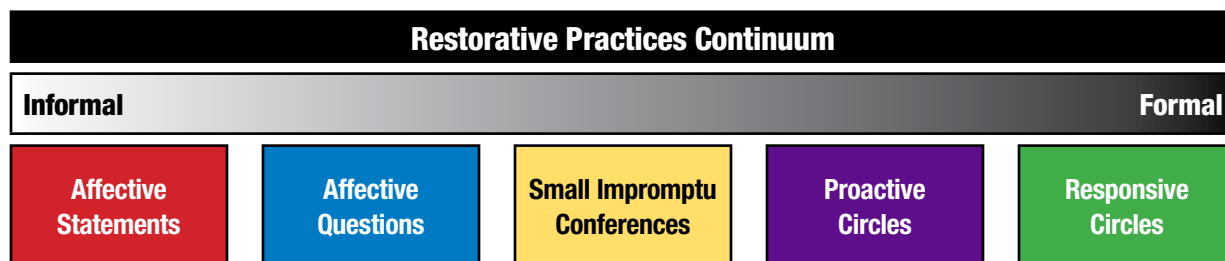 Restorative Practices Continuum
Informal
Formal
Affective
Statements
Affective
Questions
Small Impromptu
Conferences
Proactive
Circles
Responsive
Circles